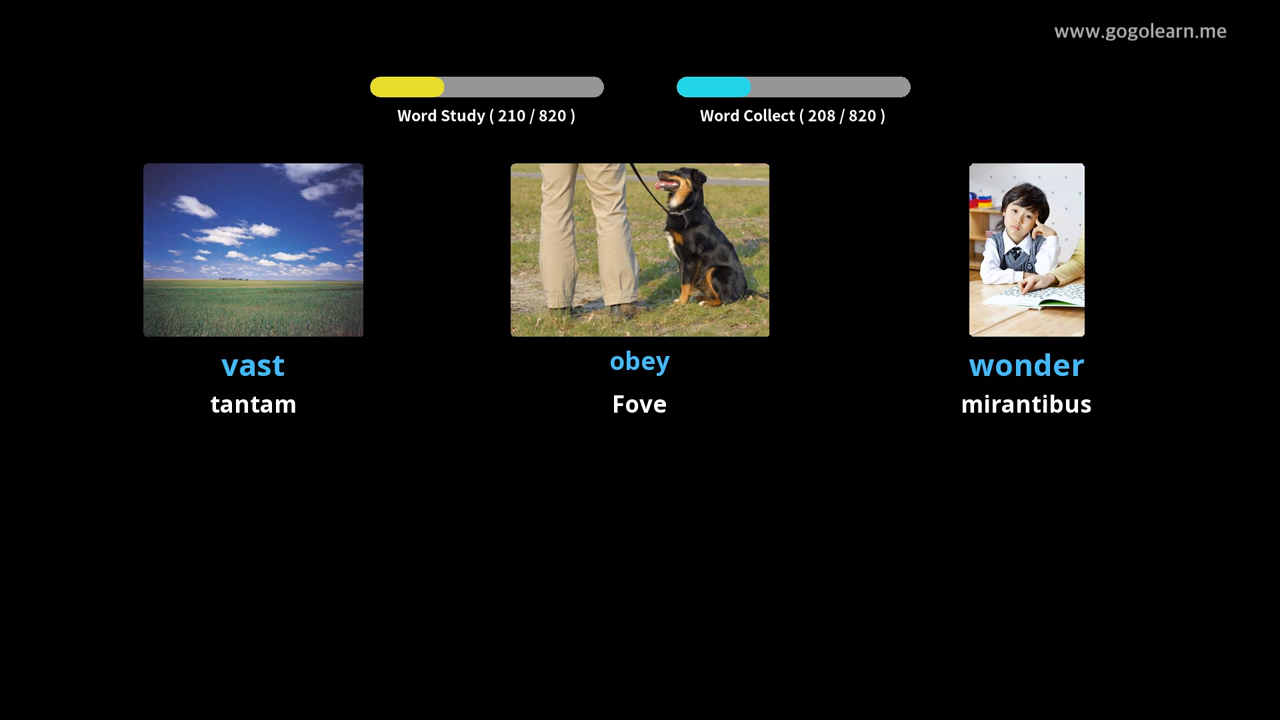 www.gogolearn.me
Word Study ( 210 / 820 )
Word Collect ( 208 / 820 )
vast
obey
wonder
tantam
Fove
mirantibus